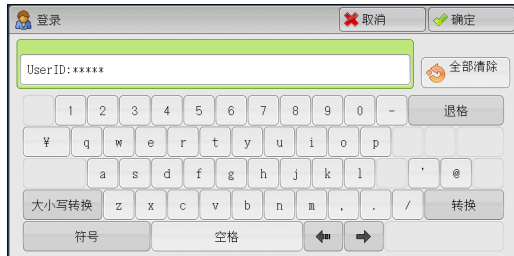 登录 取消 确定
UserID:***** 全部清除
1 2 3 4 5 6 7 8 9 0 - 退格
¥ q w e r t y u i o p
a s d f g h j k l ' @
大小写转换 z x c v b n m , . / 转换
符号 空格